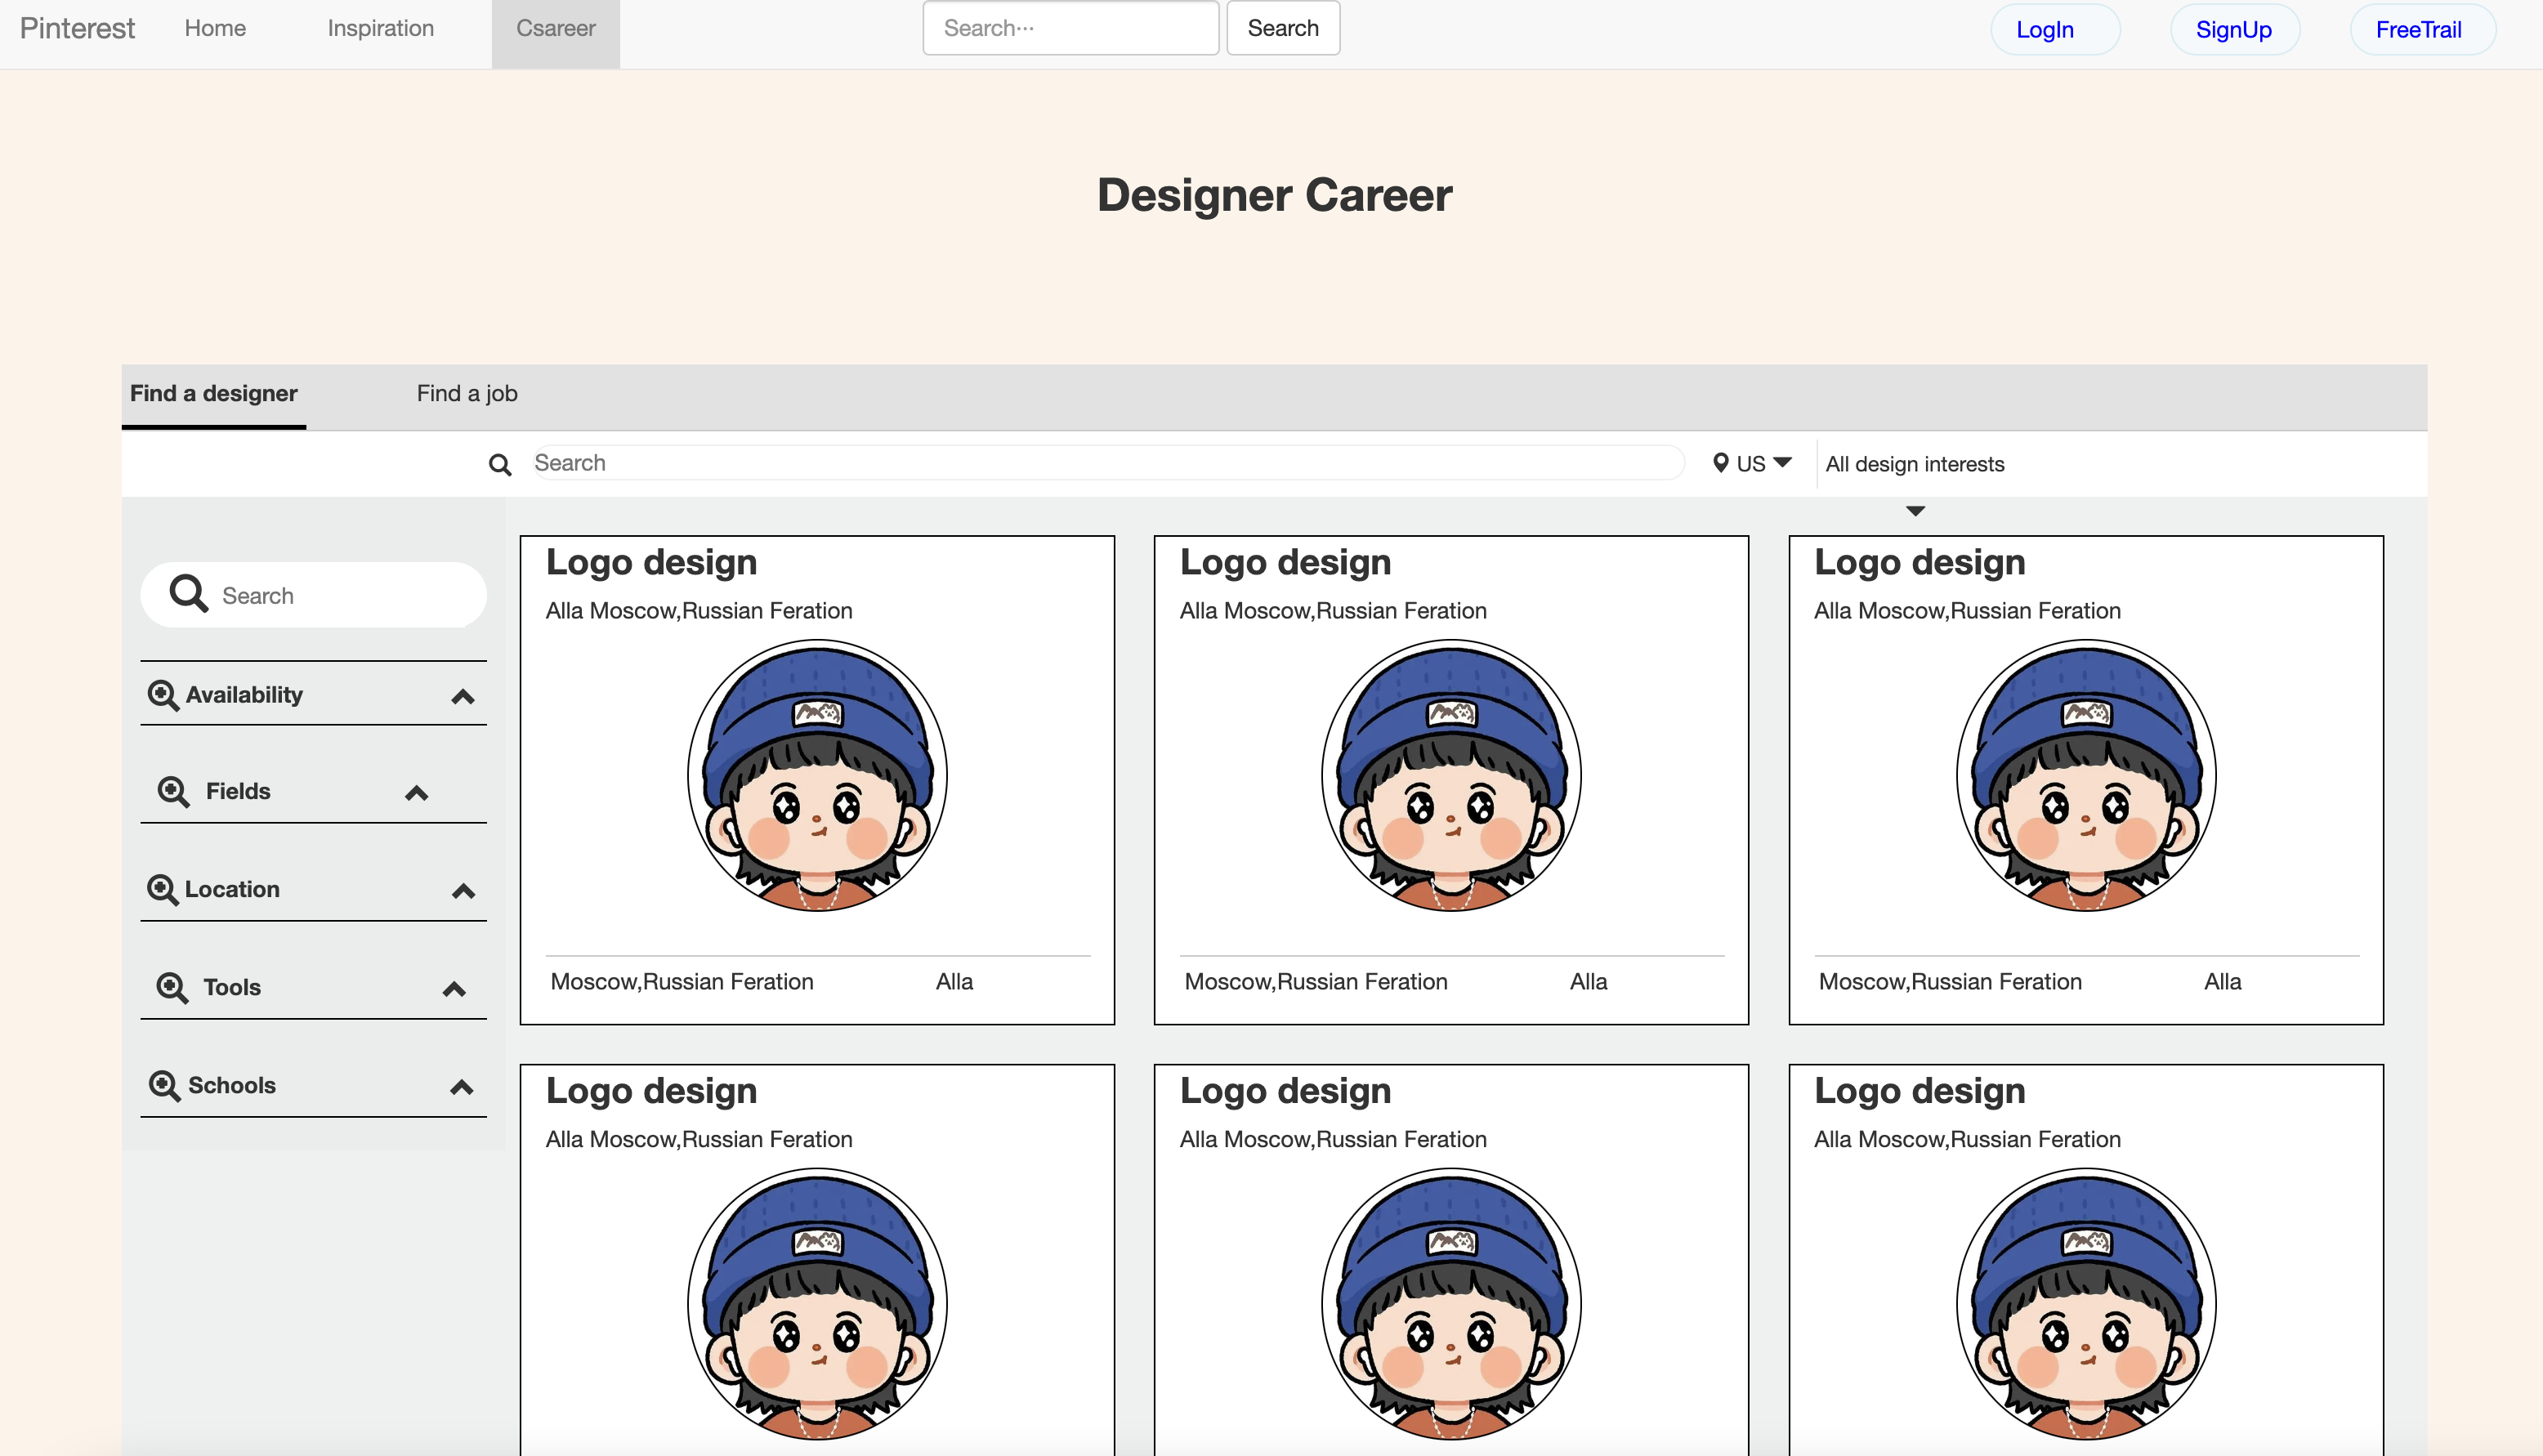 Pinterest Home Inspiration Csareer Search··· Search LogIn SignUp FreeTrail
Designer Career
Find a designer Find a job
Search US All design interests
Search
Availability
Fields
Location
Tools
Schools
Logo design
Alla Moscow,Russian Feration
Moscow,Russian Feration Alla
Logo design
Alla Moscow,Russian Feration
Moscow,Russian Feration Alla
Logo design
Alla Moscow,Russian Feration
Moscow,Russian Feration Alla
Logo design
Alla Moscow,Russian Feration
Logo design
Alla Moscow,Russian Feration
Logo design
Alla Moscow,Russian Feration